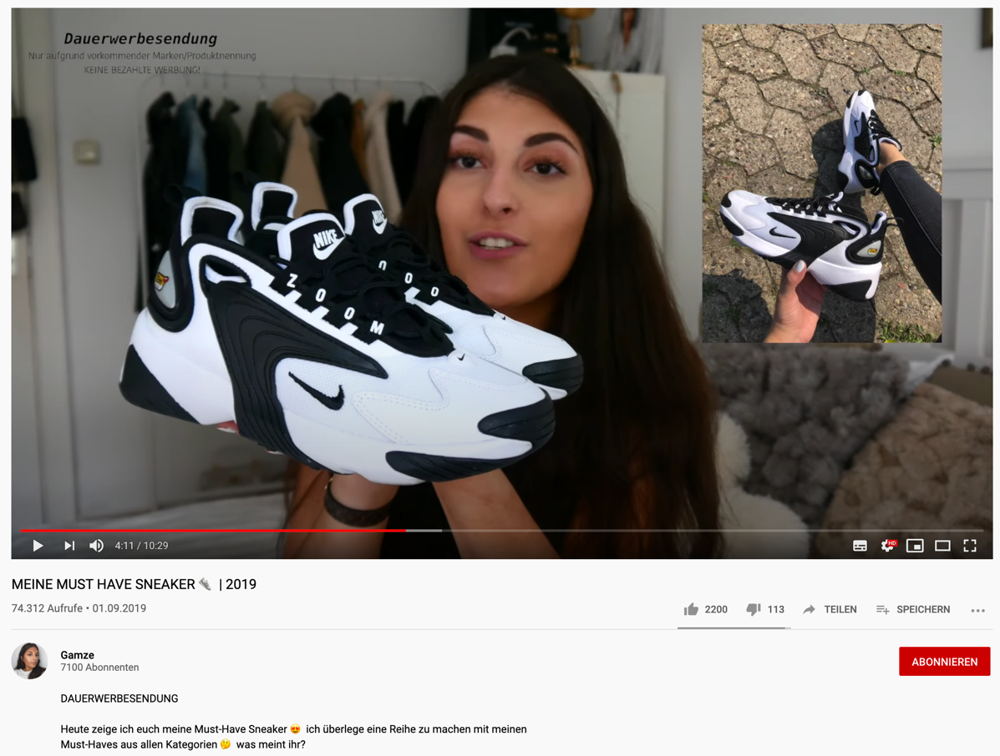 Dauerwerbesendung
Nur aufgrund vorkommender Marken/Produktnennung
KEINE BEZAHLTE WERBUNG!
NIKE
ZOOM
4:11 / 10:29
HD
MEINE MUST HAVE SNEAKER 👟 | 2019
74.312 Aufrufe • 01.09.2019
2200
113
TEILEN
SPEICHERN
Gamze
7100 Abonnenten
ABONNIEREN
DAUERWERBESENDUNG
Heute zeige ich euch meine Must-Have Sneaker 😍 ich überlege eine Reihe zu machen mit meinen
Must-Haves aus allen Kategorien 🤔 was meint ihr?